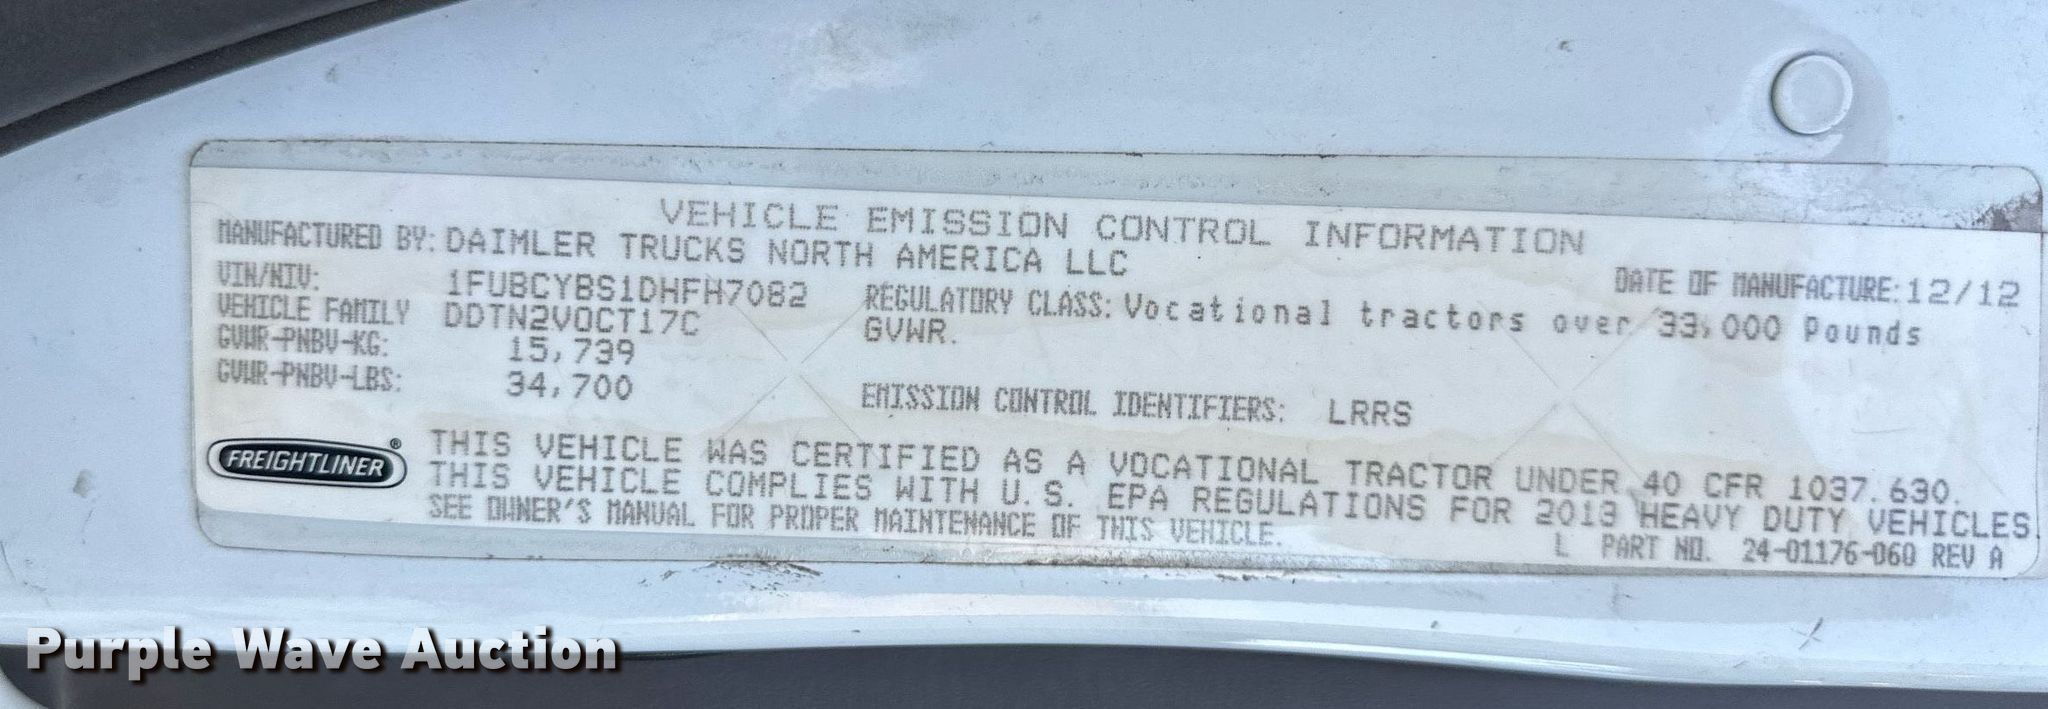 VEHICLE EMISSION CONTROL INFORMATION
MANUFACTURED BY: DAIMLER TRUCKS NORTH AMERICA LLC
DATE OF MANUFACTURE: 12/12
VIN/NIV: 1FUBCYBS1DHFH7082
REGULATORY CLASS: Vocational tractors over 33,000 Pounds
GVWR.
VEHICLE FAMILY DDTN2VOCT17C
GVWR-PNBV-KG: 15,739
GVWR-PNBV-LBS: 34,700
EMISSION CONTROL IDENTIFIERS: LRRS
FREIGHTLINER®
THIS VEHICLE WAS CERTIFIED AS A VOCATIONAL TRACTOR UNDER 40 CFR 1037.630.
THIS VEHICLE COMPLIES WITH U.S. EPA REGULATIONS FOR 2013 HEAVY DUTY VEHICLES
SEE OWNER'S MANUAL FOR PROPER MAINTENANCE OF THIS VEHICLE.
L PART NO. 24-01176-060 REV A
Purple Wave Auction